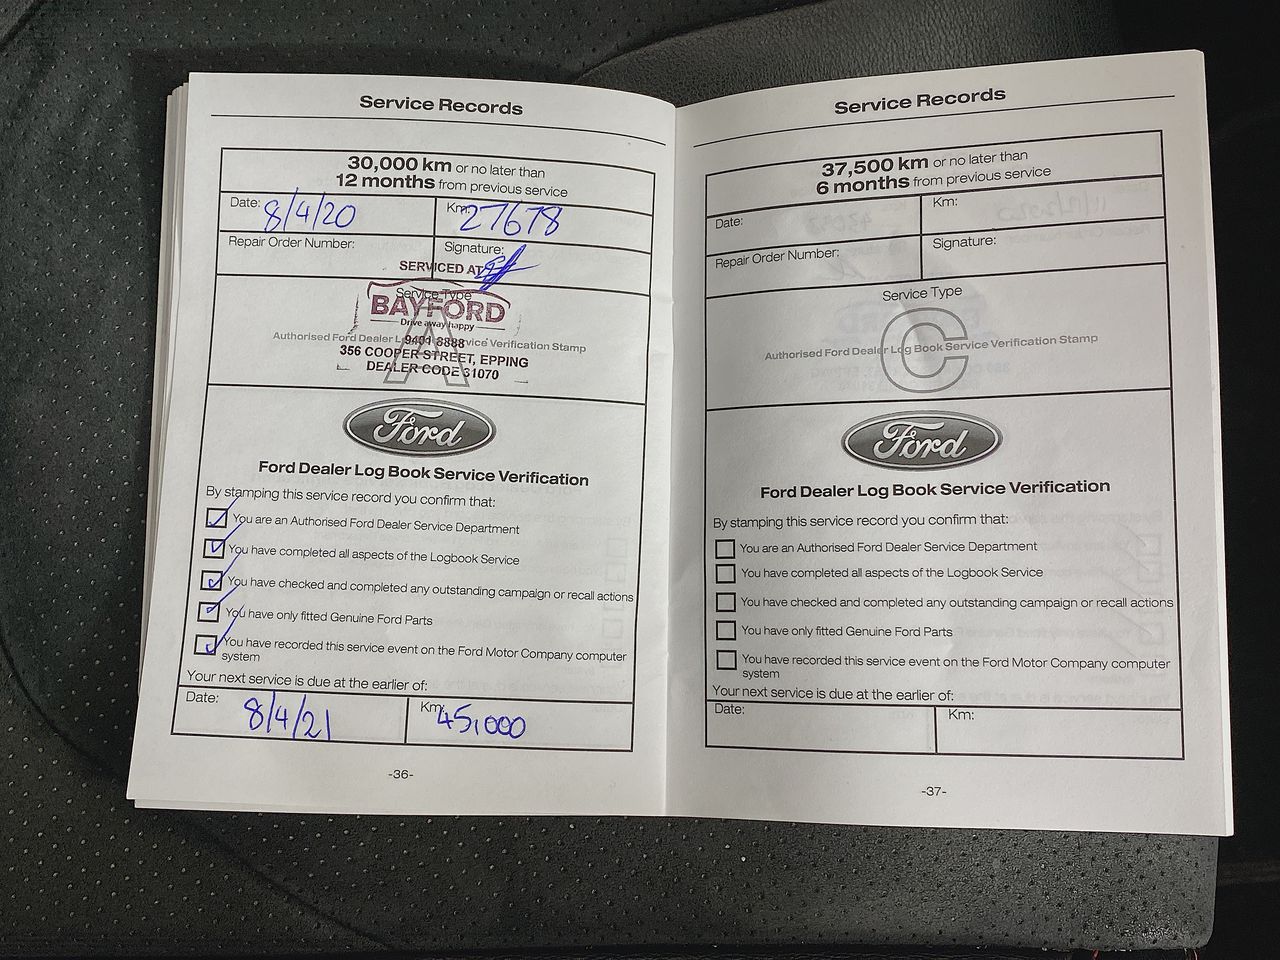 Service Records
30,000 km or no later than
12 months from previous service
Date: 8/4/20
Km: 27678
Repair Order Number:
Signature:
SERVICED AT
Service Type
BAYFORD
Drive away happy
9401 8888
Authorised Ford Dealer Log Book Service Verification Stamp
A
356 COOPER STREET, EPPING
DEALER CODE 31070
Ford
Ford Dealer Log Book Service Verification
By stamping this service record you confirm that:
You are an Authorised Ford Dealer Service Department
You have completed all aspects of the Logbook Service
You have checked and completed any outstanding campaign or recall actions
You have only fitted Genuine Ford Parts
You have recorded this service event on the Ford Motor Company computer
system
Your next service is due at the earlier of:
Date: 8/4/21
Km: 45,000
-36-
Service Records
37,500 km or no later than
6 months from previous service
Date:
Km:
Repair Order Number:
Signature:
Service Type
C
Authorised Ford Dealer Log Book Service Verification Stamp
Ford
Ford Dealer Log Book Service Verification
By stamping this service record you confirm that:
You are an Authorised Ford Dealer Service Department
You have completed all aspects of the Logbook Service
You have checked and completed any outstanding campaign or recall actions
You have only fitted Genuine Ford Parts
You have recorded this service event on the Ford Motor Company computer
system
Your next service is due at the earlier of:
Date:
Km:
-37-